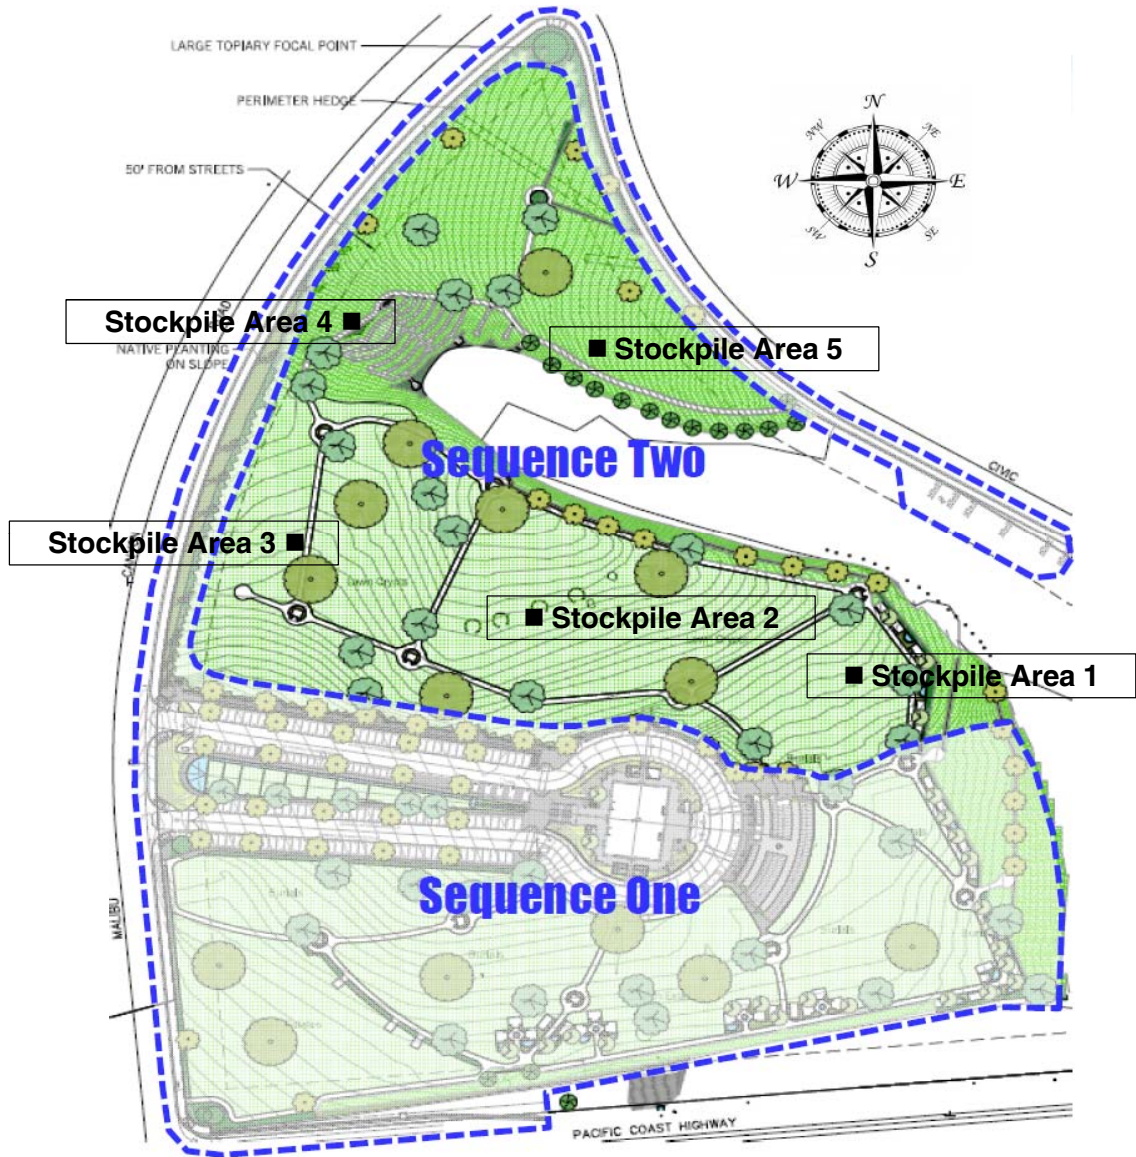 LARGE TOPIARY FOCAL POINT
PERIMETER HEDGE
50' FROM STREETS
N
NW
NE
W
E
SW
SE
S
Stockpile Area 4
NATIVE PLANTING
ON SLOPE
Stockpile Area 5
Sequence Two
CIVIC
Stockpile Area 3
Stockpile Area 2
Stockpile Area 1
Sequence One
MALIBU
PACIFIC COAST HIGHWAY